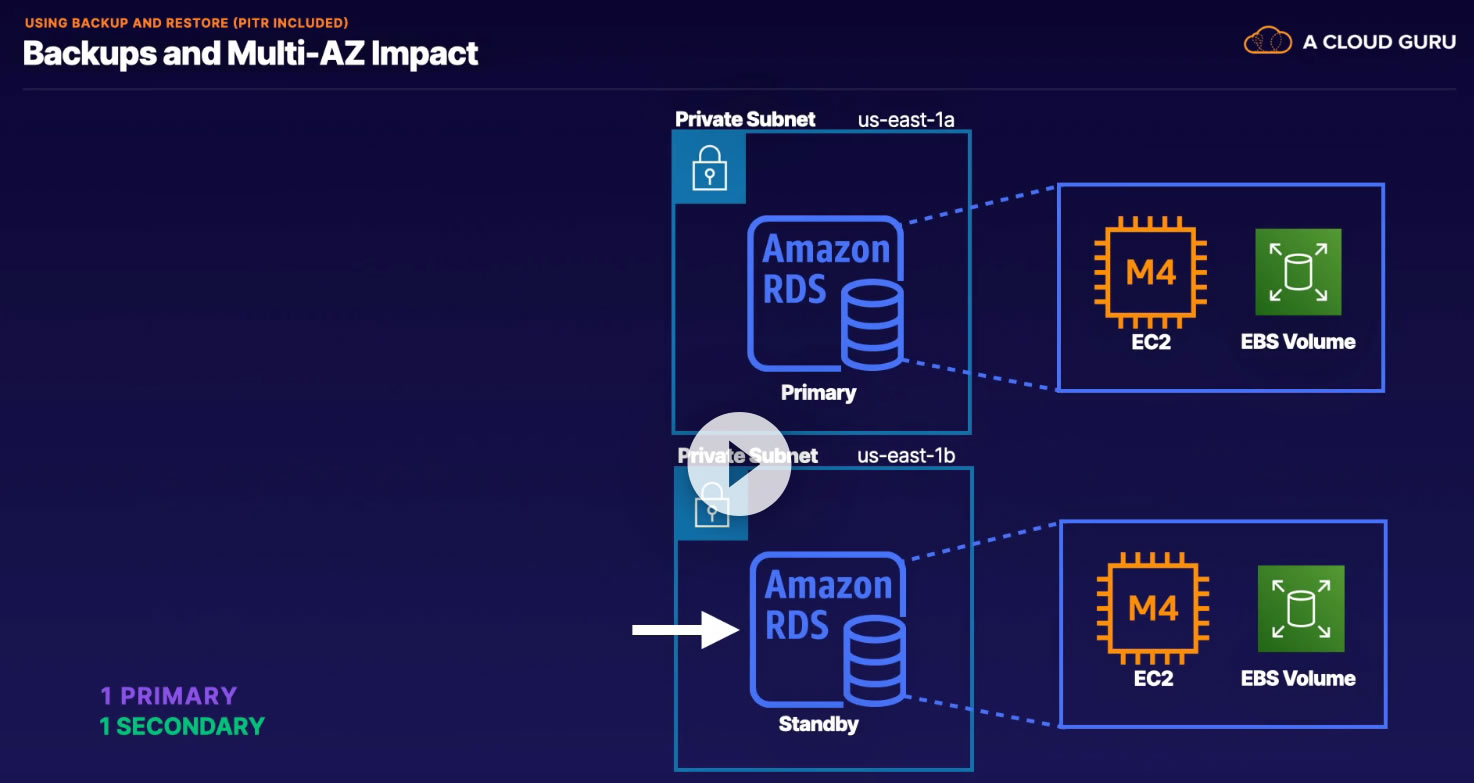 USING BACKUP AND RESTORE (PITR INCLUDED)
Backups and Multi-AZ Impact
A CLOUD GURU
Private Subnet us-east-1a
Amazon
RDS
Primary
M4
EC2
EBS Volume
Private Subnet us-east-1b
Amazon
RDS
Standby
M4
EC2
EBS Volume
1 PRIMARY
1 SECONDARY